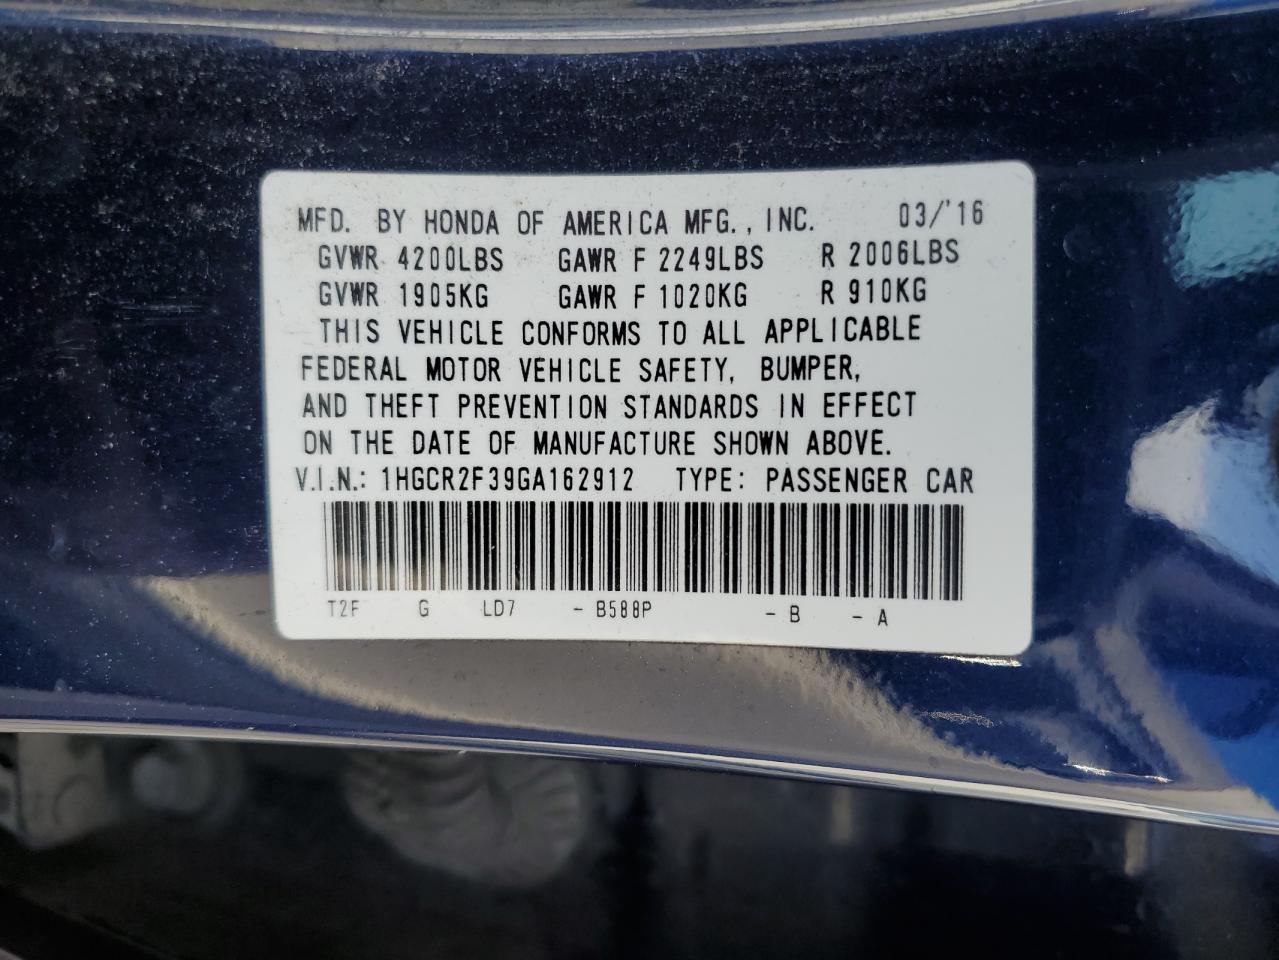 MFD. BY HONDA OF AMERICA MFG., INC. 03/'16
GVWR 4200LBS GAWR F 2249LBS R 2006LBS
GVWR 1905KG GAWR F 1020KG R 910KG
THIS VEHICLE CONFORMS TO ALL APPLICABLE
FEDERAL MOTOR VEHICLE SAFETY, BUMPER,
AND THEFT PREVENTION STANDARDS IN EFFECT
ON THE DATE OF MANUFACTURE SHOWN ABOVE.
V.I.N.: 1HGCR2F39GA162912 TYPE: PASSENGER CAR
T2F G LD7 - B588P - B - A